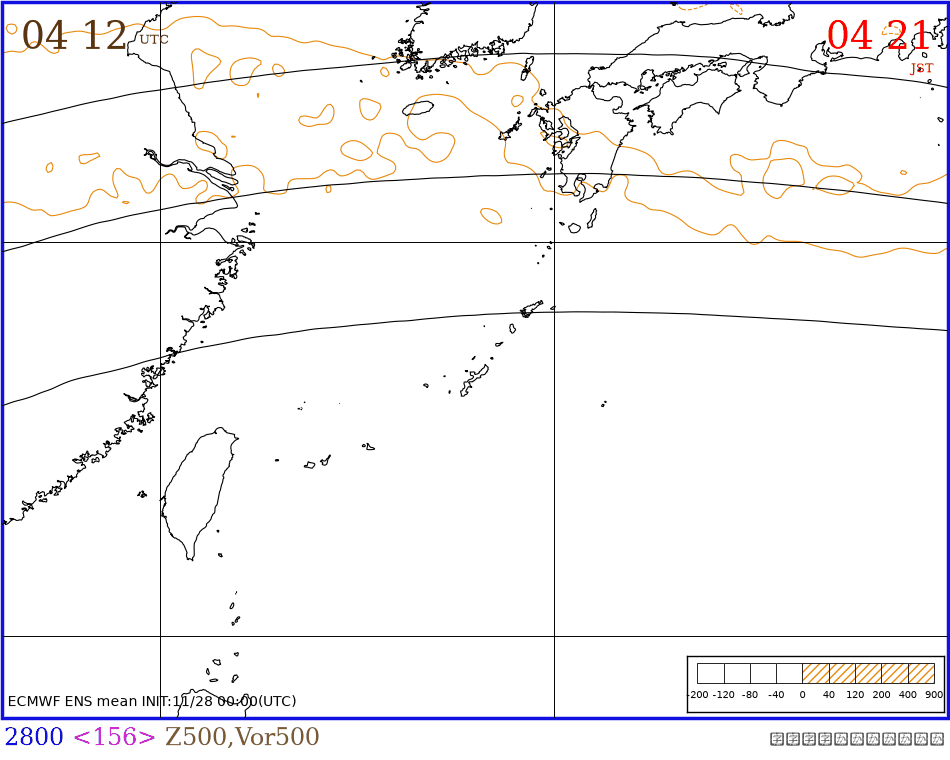 04 12 UTC
04 21
JST
-200 -120 -80 -40 0 40 120 200 400 900
ECMWF ENS mean INIT:11/28 00:00(UTC)
2800 <156> Z500,Vor500